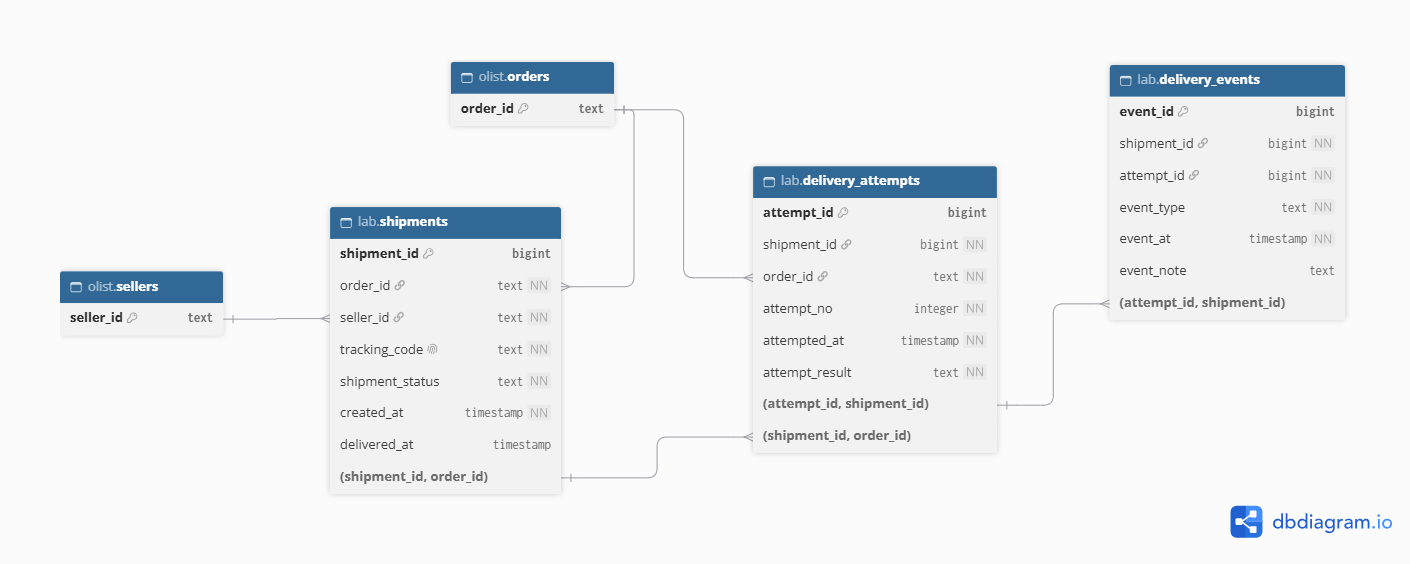 olist.orders
order_id text
lab.delivery_events
event_id bigint
shipment_id bigint NN
attempt_id bigint NN
event_type text NN
event_at timestamp NN
event_note text
(attempt_id, shipment_id)
lab.delivery_attempts
attempt_id bigint
shipment_id bigint NN
order_id text NN
attempt_no integer NN
attempted_at timestamp NN
attempt_result text NN
(attempt_id, shipment_id)
(shipment_id, order_id)
lab.shipments
shipment_id bigint
order_id text NN
seller_id text NN
tracking_code text NN
shipment_status text NN
created_at timestamp NN
delivered_at timestamp
(shipment_id, order_id)
olist.sellers
seller_id text
dbdiagram.io